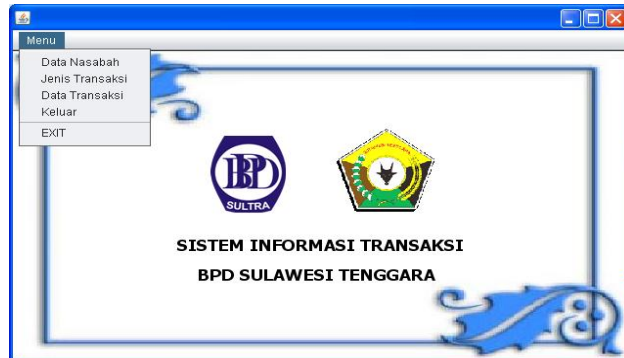 Menu
Data Nasabah
Jenis Transaksi
Data Transaksi
Keluar
EXIT
BPD
SULTRA
SISTEM INFORMASI TRANSAKSI
BPD SULAWESI TENGGARA